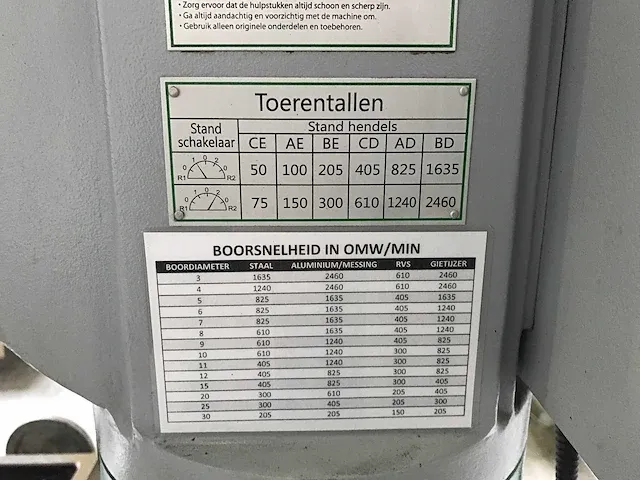 • Zorg ervoor dat de hulpstukken altijd schoon en scherp zijn.
• Ga altijd aandachtig en voorzichtig met de machine om.
• Gebruik alleen originele onderdelen en toebehoren.
Toerentallen
Stand schakelaar
Stand hendels
CE AE BE CD AD BD
0 1 0 2 0 R1 R2 50 100 205 405 825 1635
0 1 0 2 0 R1 R2 75 150 300 610 1240 2460
BOORSNELHEID IN OMW/MIN
BOORDIAMETER STAAL ALUMINIUM/MESSING RVS GIETIJZER
3 1635 2460 610 2460
4 1240 2460 610 2460
5 825 1635 405 1635
6 825 1635 405 1240
7 825 1635 405 1240
8 610 1635 405 1240
9 610 1240 405 825
10 610 1240 300 825
11 405 1240 300 825
12 405 825 300 825
15 405 825 300 405
20 300 610 205 405
25 300 405 205 300
30 205 205 150 205